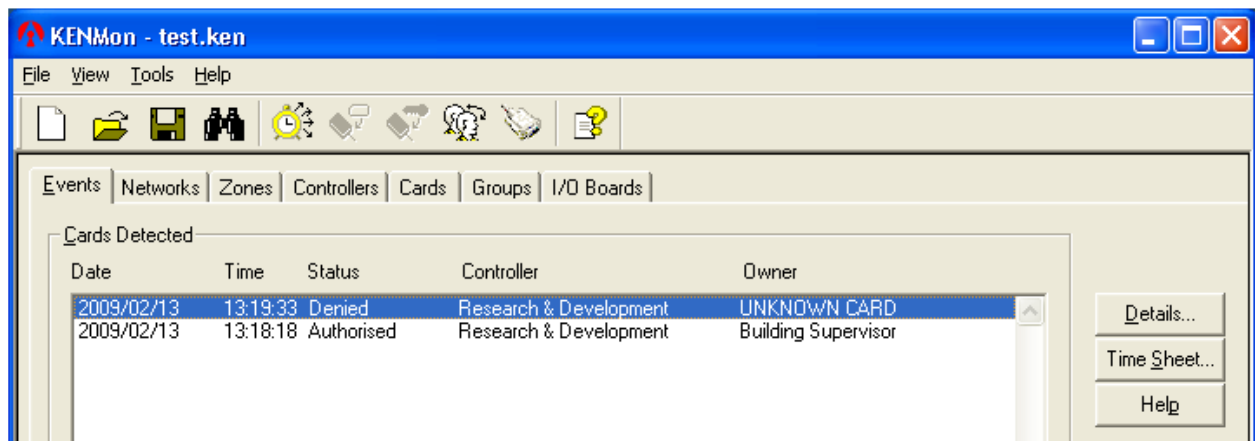 KENMon - test.ken
File View Tools Help
Events Networks Zones Controllers Cards Groups I/O Boards
Cards Detected
Date Time Status Controller Owner
2009/02/13 13:19:33 Denied Research & Development UNKNOWN CARD
2009/02/13 13:18:18 Authorised Research & Development Building Supervisor
Details...
Time Sheet...
Help